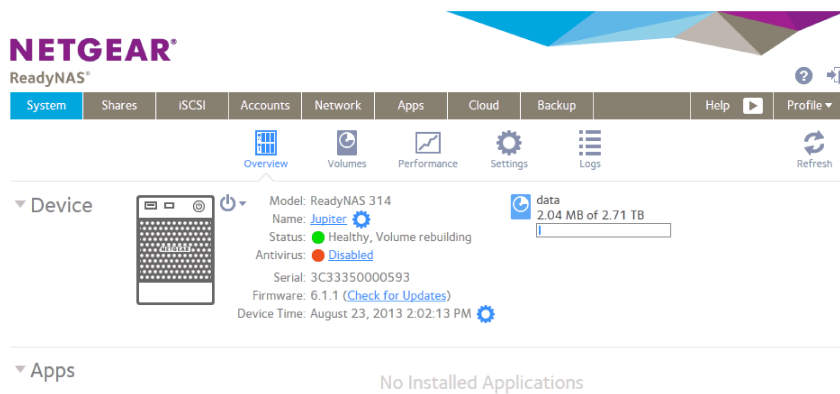 NETGEAR®
ReadyNAS®
System Shares iSCSI Accounts Network Apps Cloud Backup Help Profile
Overview Volumes Performance Settings Logs Refresh
Device
NETGEAR
Model: ReadyNAS 314
Name: Jupiter
Status: Healthy, Volume rebuilding
Antivirus: Disabled
Serial: 3C33350000593
Firmware: 6.1.1 (Check for Updates)
Device Time: August 23, 2013 2:02:13 PM
data
2.04 MB of 2.71 TB
Apps
No Installed Applications